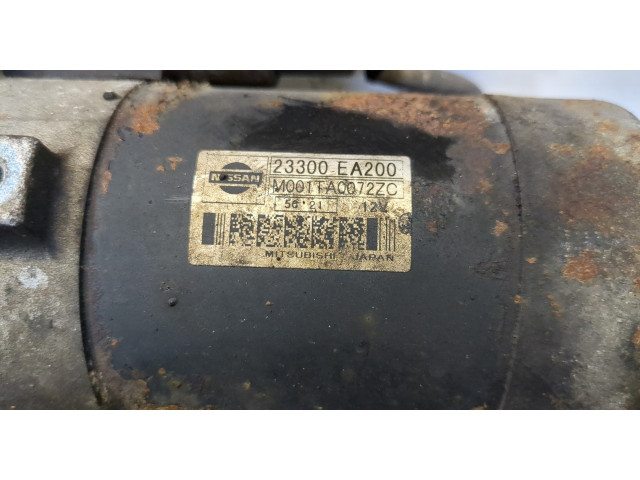 NISSAN
23300 EA200
M001TA0072ZC
56 21 12V
MITSUBISHI JAPAN